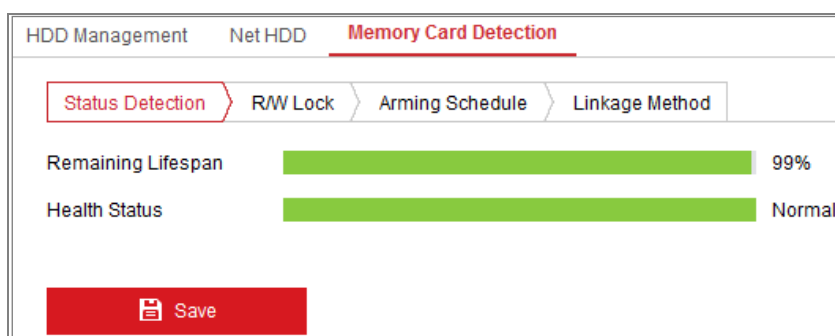 HDD Management Net HDD Memory Card Detection
Status Detection R/W Lock Arming Schedule Linkage Method
Remaining Lifespan 99%
Health Status Normal
Save